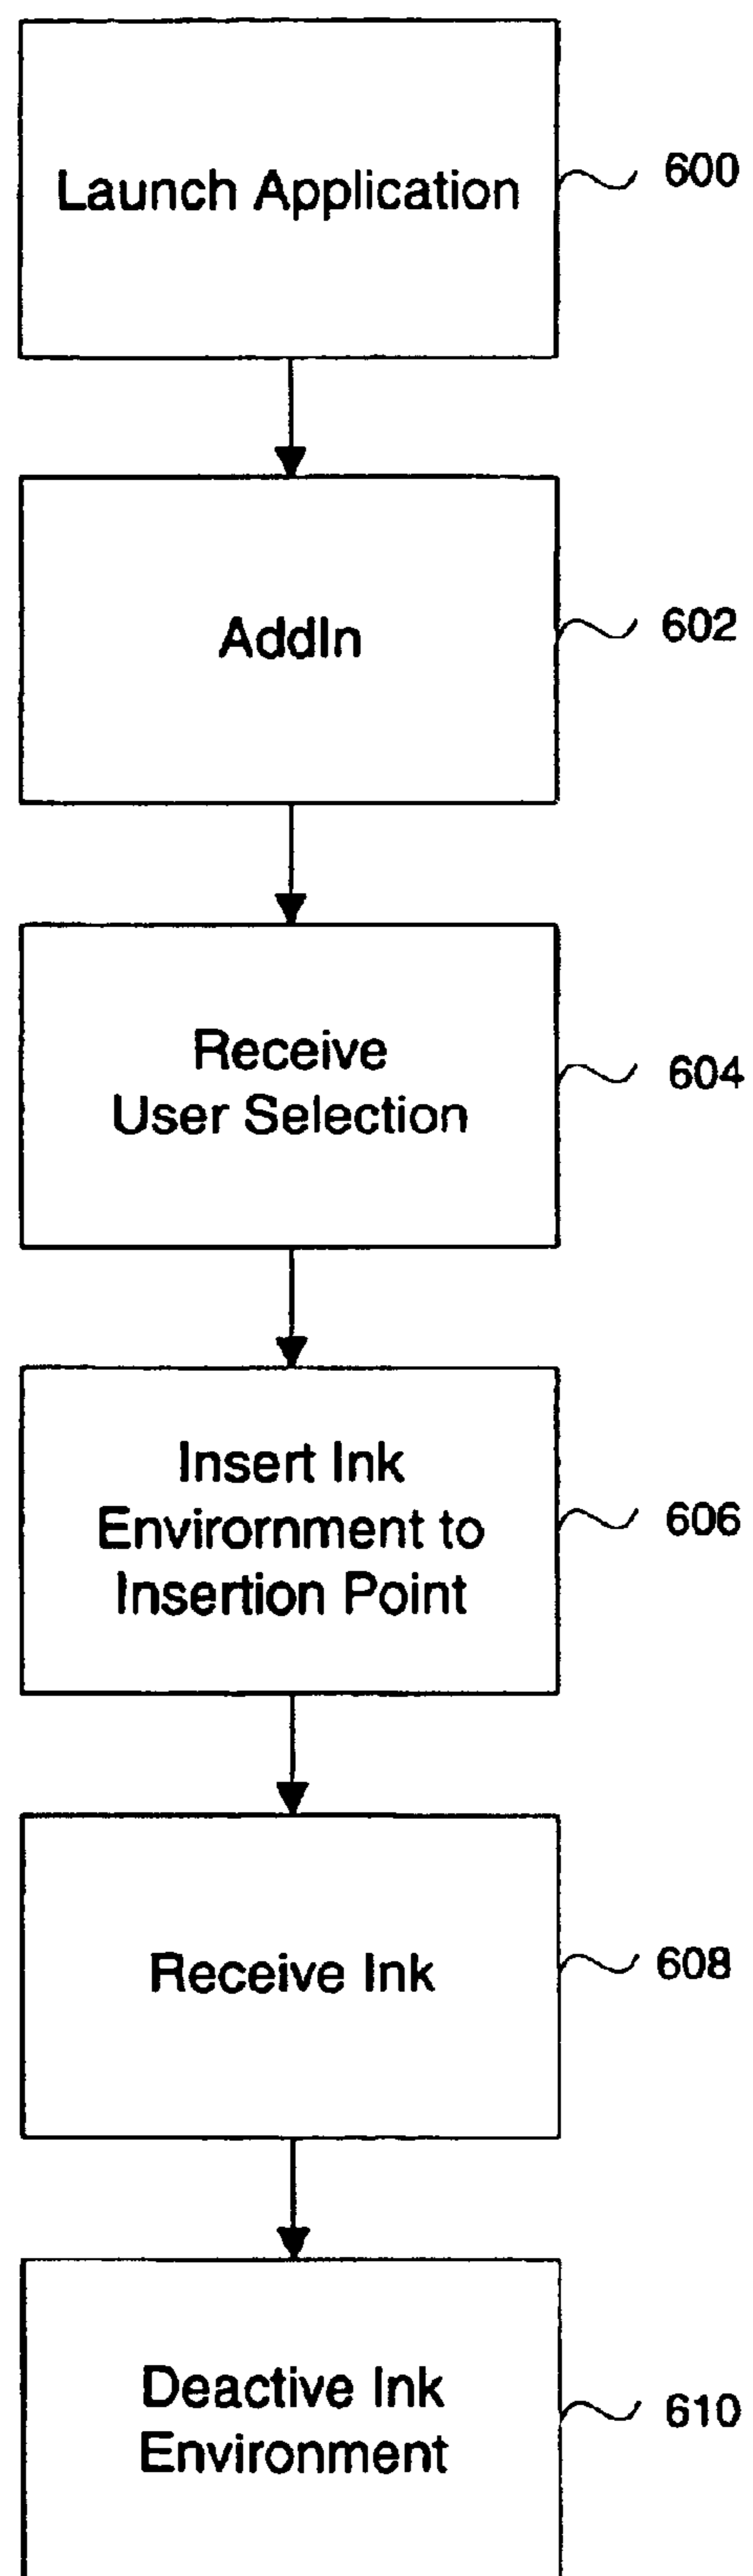 Launch Application
600
AddIn
602
Receive
User Selection
604
Insert Ink
Envirornment to
Insertion Point
606
Receive Ink
608
Deactive Ink
Environment
610